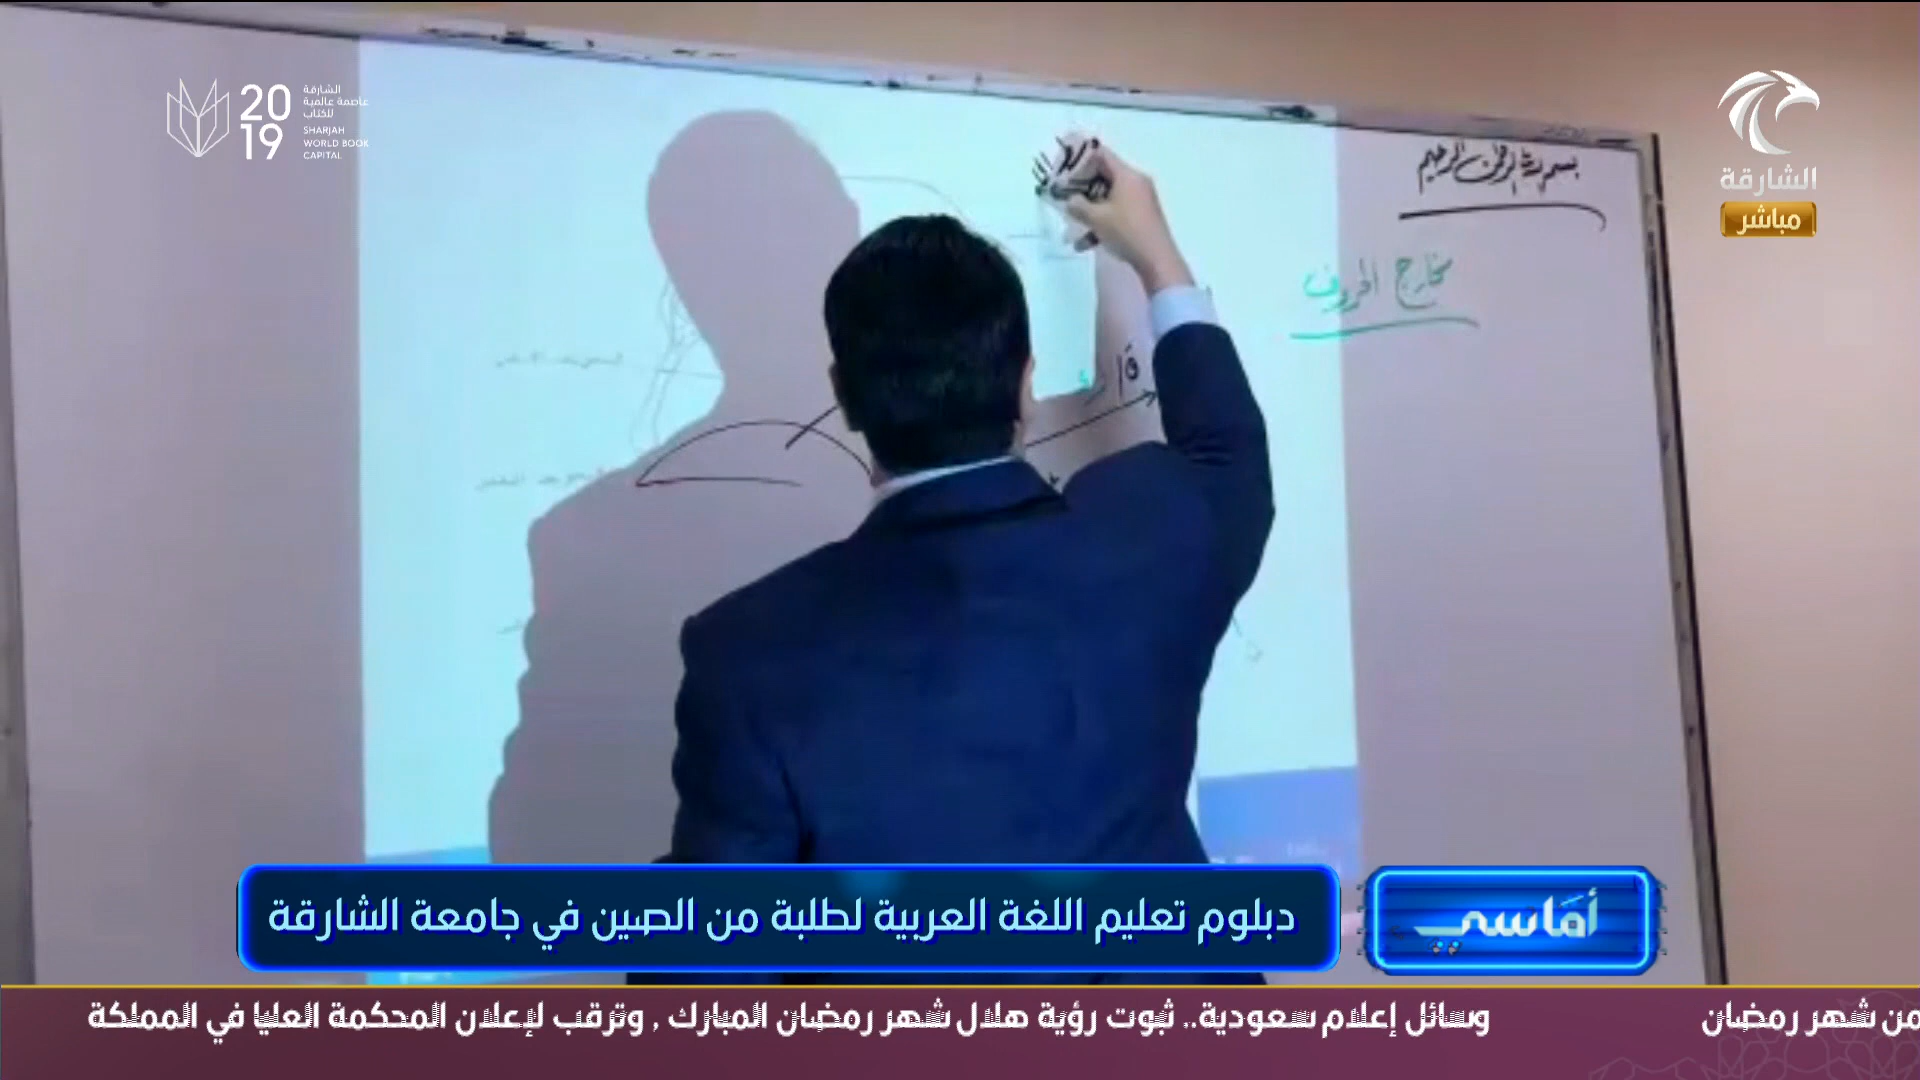 2019
الشارقة
عاصمة عالمية
للكتاب
SHARJAH
WORLD BOOK
CAPITAL
الشارقة
مباشر
بسم الله الرحمن الرحيم
مخارج الحروف
ق
دبلوم تعليم اللغة العربية لطلبة من الصين في جامعة الشارقة
أماسي
من شهر رمضان
وسائل إعلام سعودية.. ثبوت رؤية هلال شهر رمضان المبارك , وترقب لإعلان المحكمة العليا في المملكة